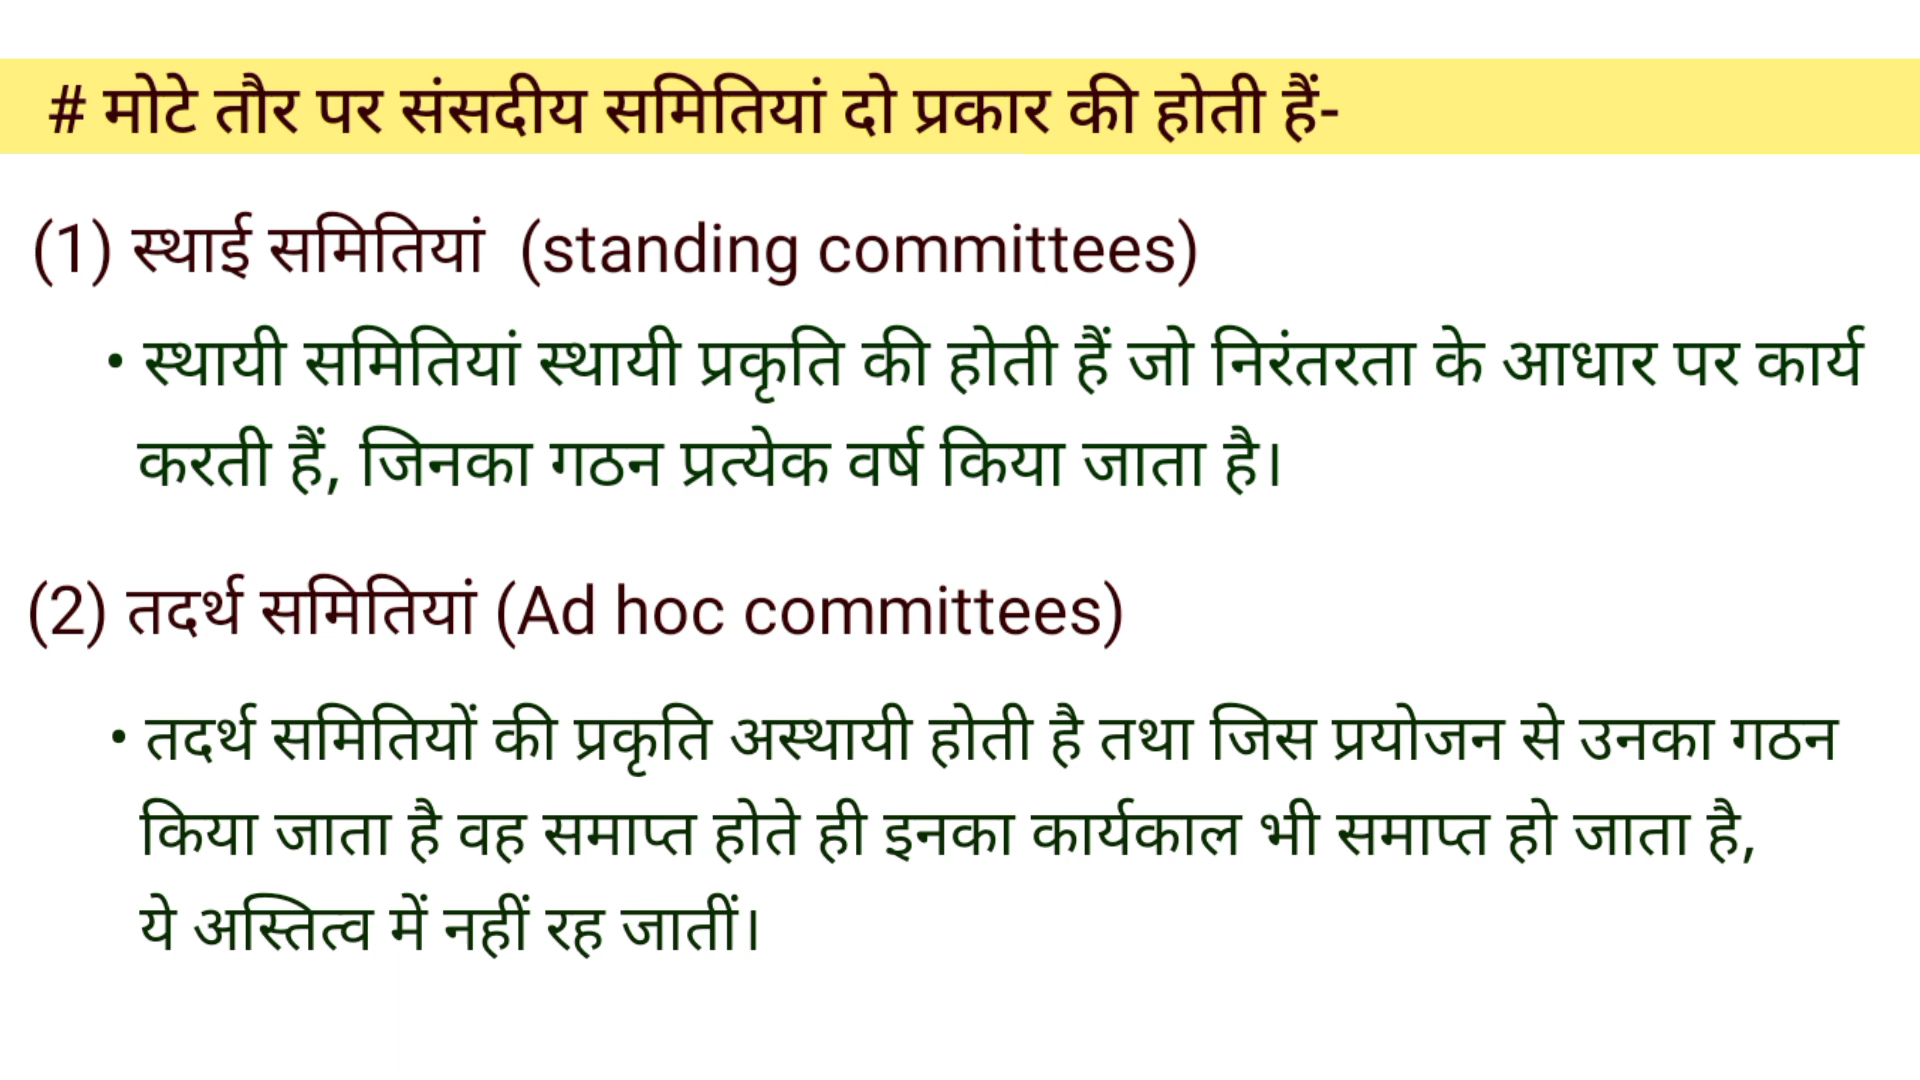 # मोटे तौर पर संसदीय समितियां दो प्रकार की होती हैं-
(1) स्थाई समितियां (standing committees)
• स्थायी समितियां स्थायी प्रकृति की होती हैं जो निरंतरता के आधार पर कार्य
करती हैं, जिनका गठन प्रत्येक वर्ष किया जाता है।
(2) तदर्थ समितियां (Ad hoc committees)
• तदर्थ समितियों की प्रकृति अस्थायी होती है तथा जिस प्रयोजन से उनका गठन
किया जाता है वह समाप्त होते ही इनका कार्यकाल भी समाप्त हो जाता है,
ये अस्तित्व में नहीं रह जातीं।